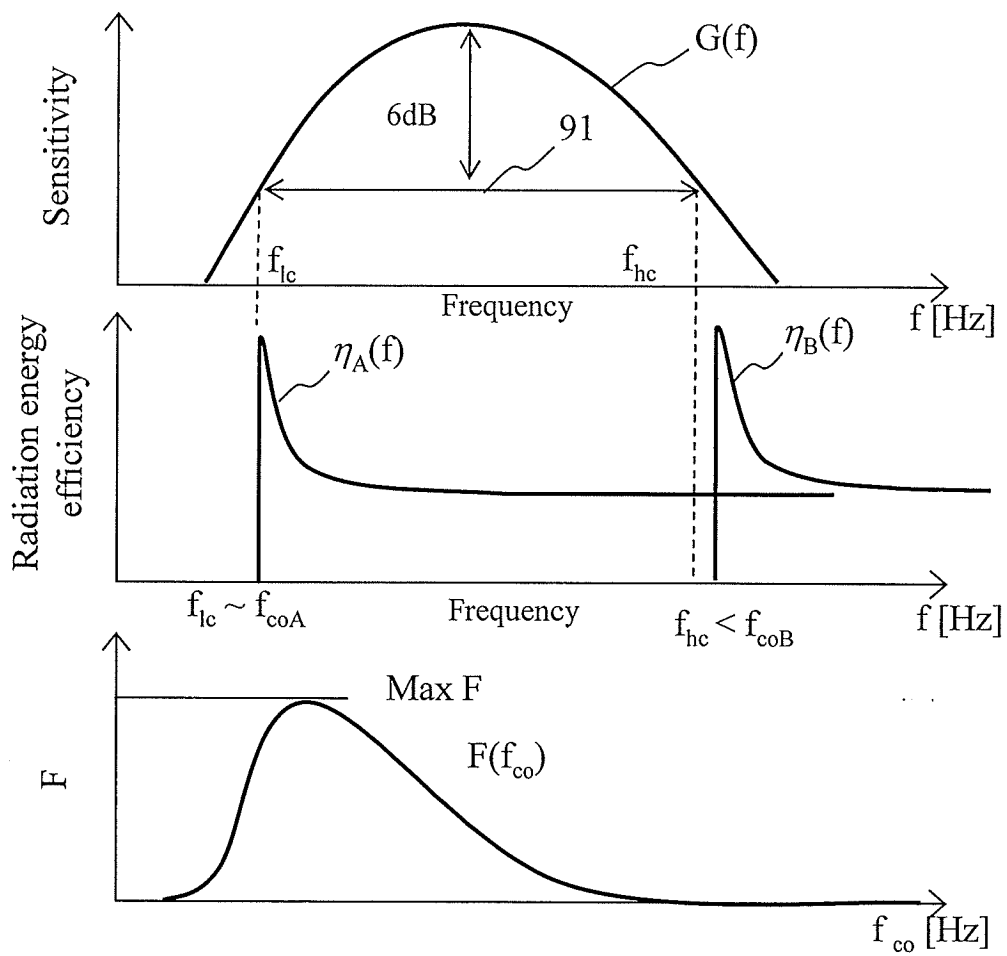 Sensitivity
G(f)
6dB
91
f_lc
f_hc
Frequency
f [Hz]
Radiation energy
efficiency
η_A(f)
η_B(f)
f_lc ~ f_coA
Frequency
f_hc < f_coB
f [Hz]
F
Max F
F(f_co)
f_co [Hz]